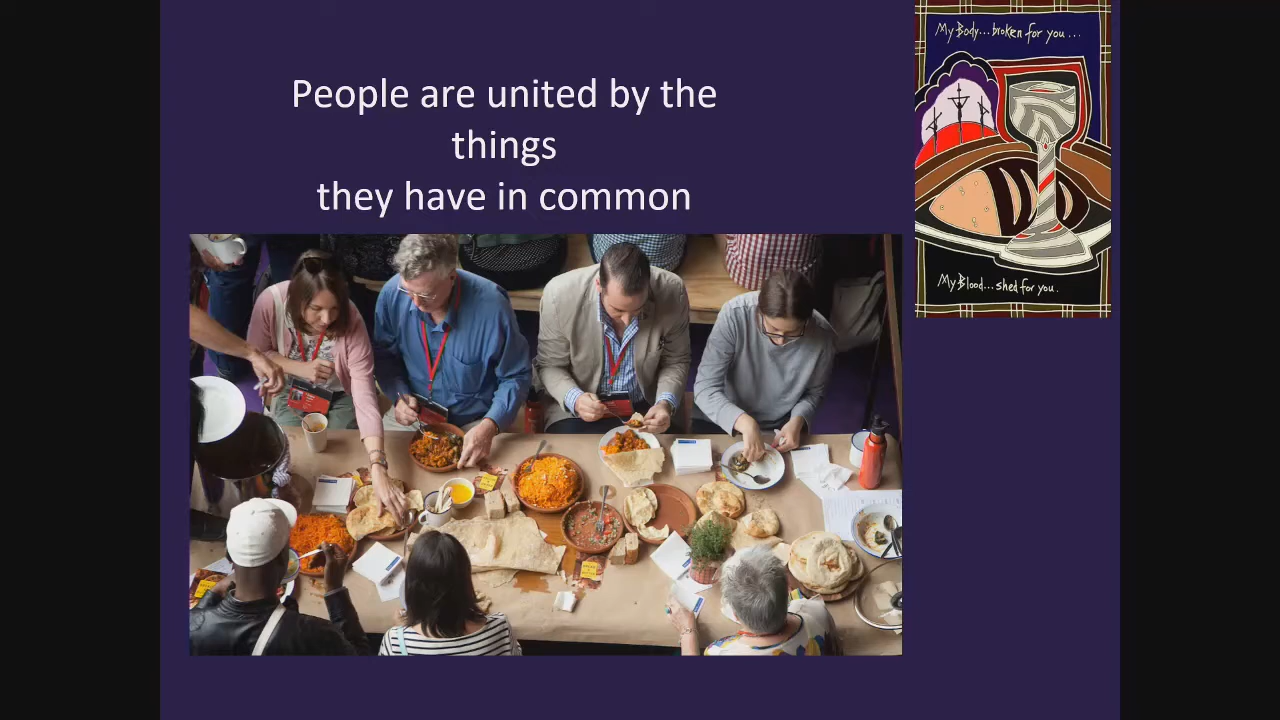 People are united by the
things
they have in common
My Body...broken for you...
My Blood...shed for you.